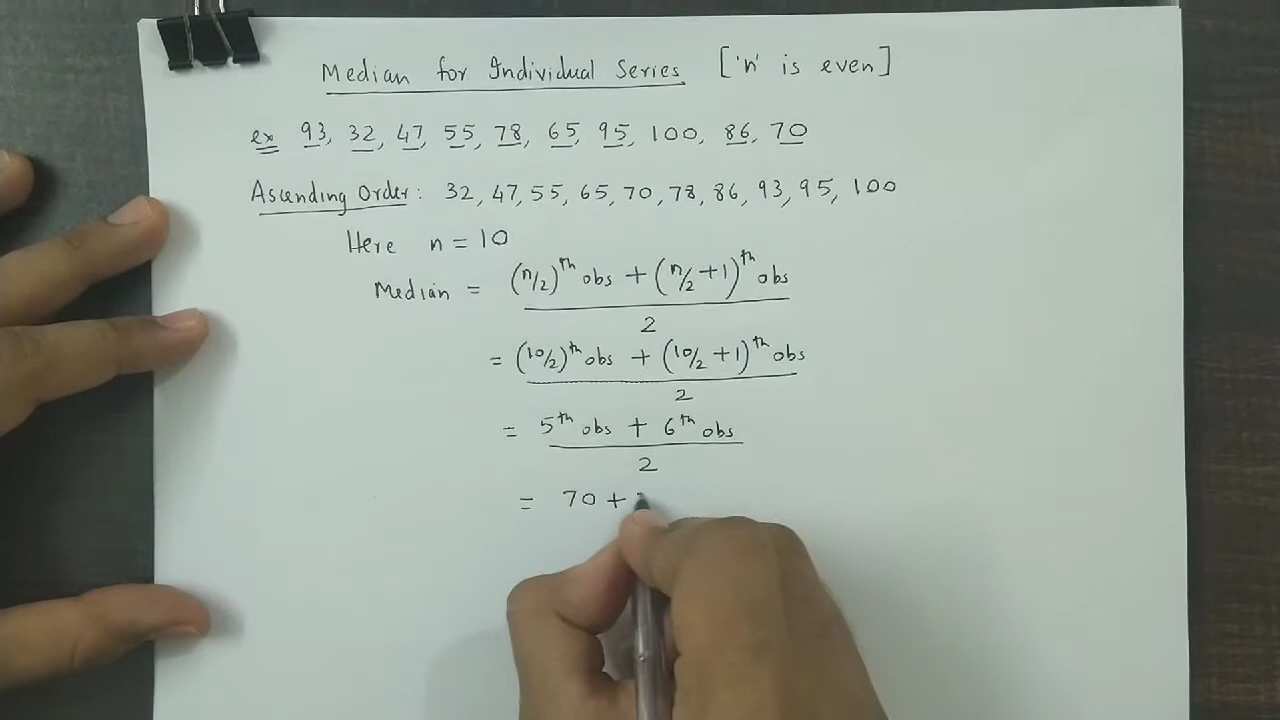 Median for Individual Series ['n' is even]
ex 93, 32, 47, 55, 78, 65, 95, 100, 86, 70
Ascending Order: 32, 47, 55, 65, 70, 78, 86, 93, 95, 100
Here n = 10
Median = (n/2)th obs + (n/2 + 1)th obs
2
= (10/2)th obs + (10/2 + 1)th obs
2
= 5th obs + 6th obs
2
= 70 +